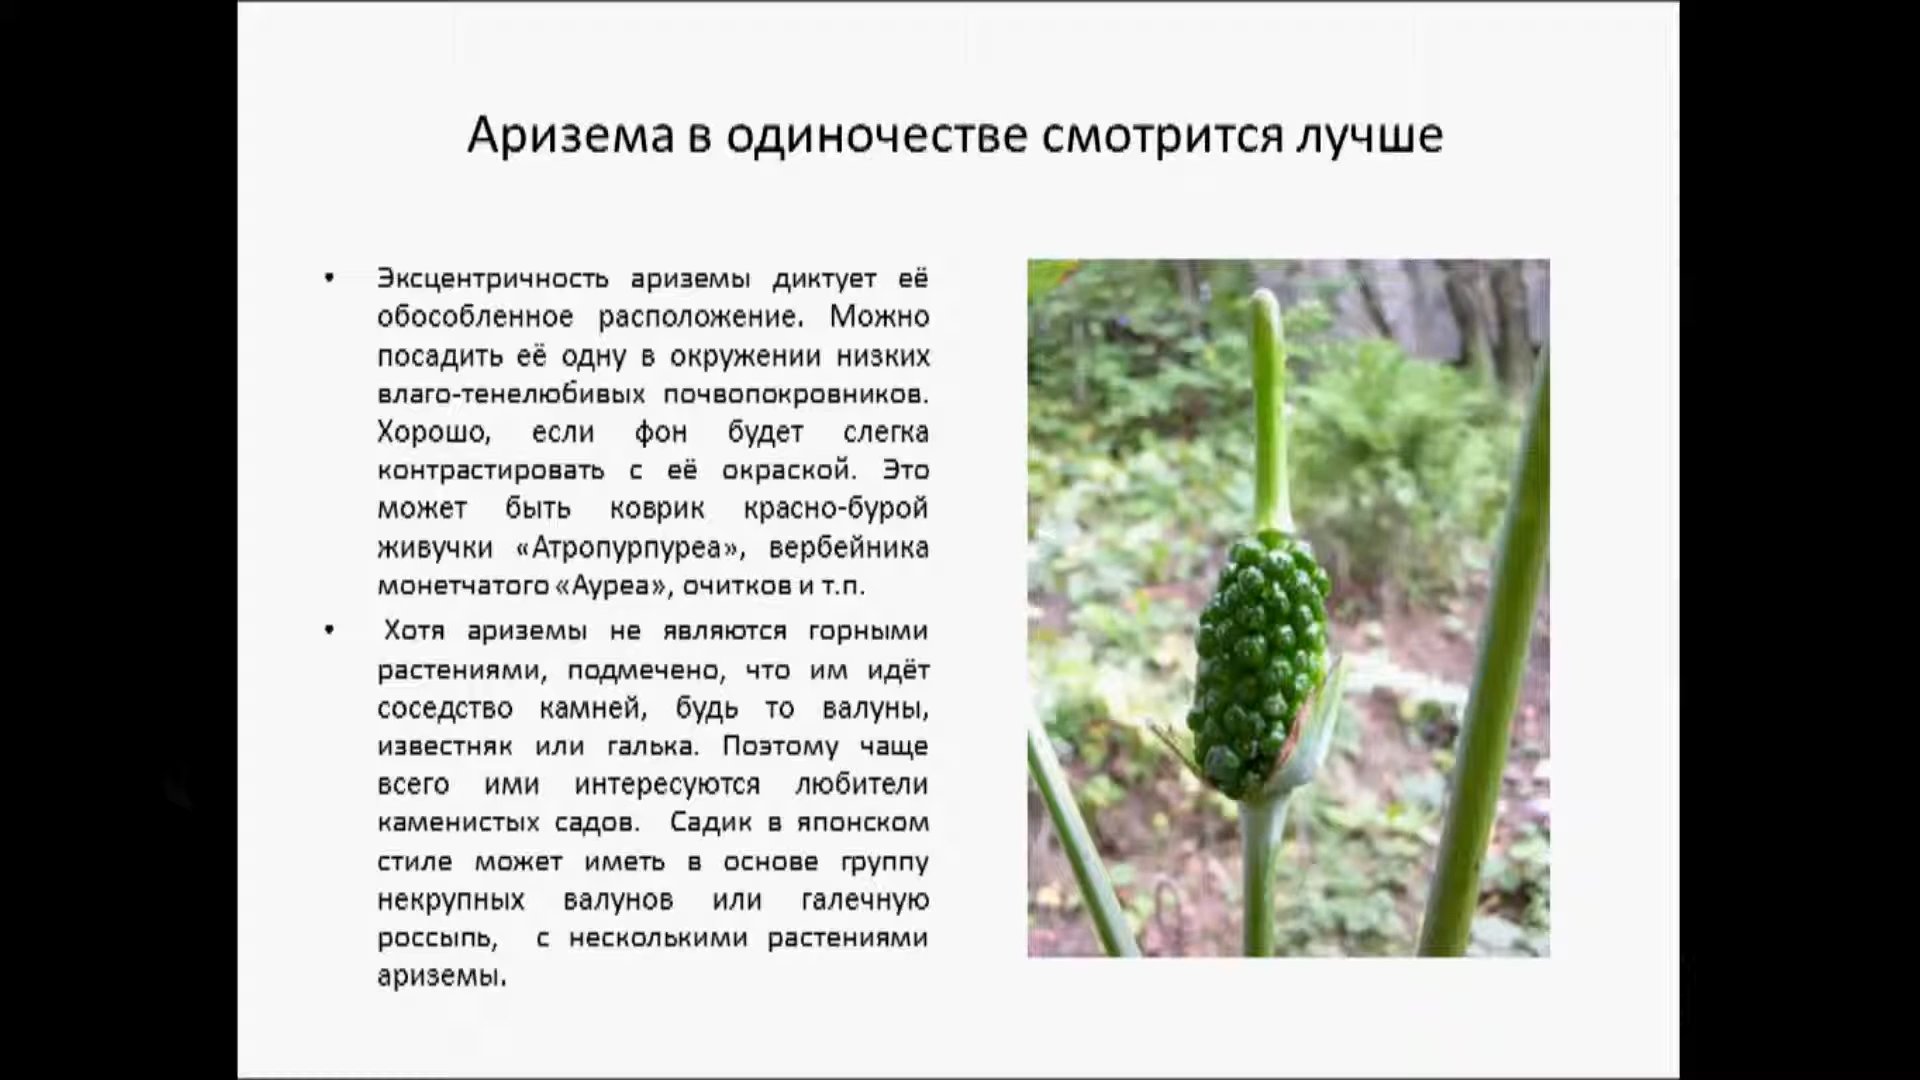 Аризема в одиночестве смотрится лучше
• Эксцентричность ариземы диктует её
обособленное расположение. Можно
посадить её одну в окружении низких
влаго-тенелюбивых почвопокровников.
Хорошо, если фон будет слегка
контрастировать с её окраской. Это
может быть коврик красно-бурой
живучки «Атропурпуреа», вербейника
монетчатого «Ауреа», очитков и т.п.
• Хотя ариземы не являются горными
растениями, подмечено, что им идёт
соседство камней, будь то валуны,
известняк или галька. Поэтому чаще
всего ими интересуются любители
каменистых садов. Садик в японском
стиле может иметь в основе группу
некрупных валунов или галечную
россыпь, с несколькими растениями
ариземы.